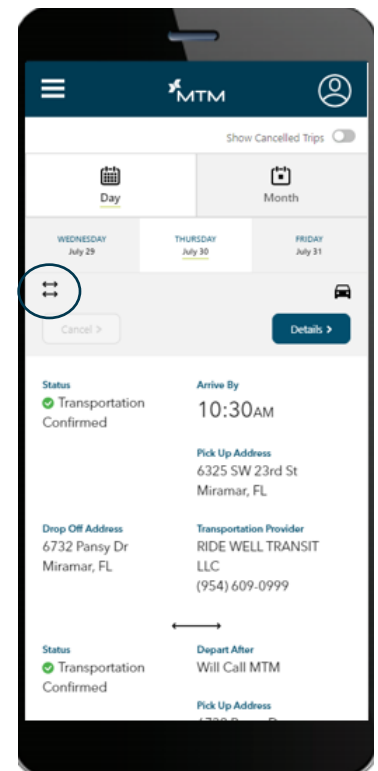 MTM
Show Cancelled Trips
Day
Month
WEDNESDAY
July 29
THURSDAY
July 30
FRIDAY
July 31
Cancel >
Details >
Status
Transportation
Confirmed
Arrive By
10:30AM
Pick Up Address
6325 SW 23rd St
Miramar, FL
Drop Off Address
6732 Pansy Dr
Miramar, FL
Transportation Provider
RIDE WELL TRANSIT
LLC
(954) 609-0999
Status
Transportation
Confirmed
Depart After
Will Call MTM
Pick Up Address